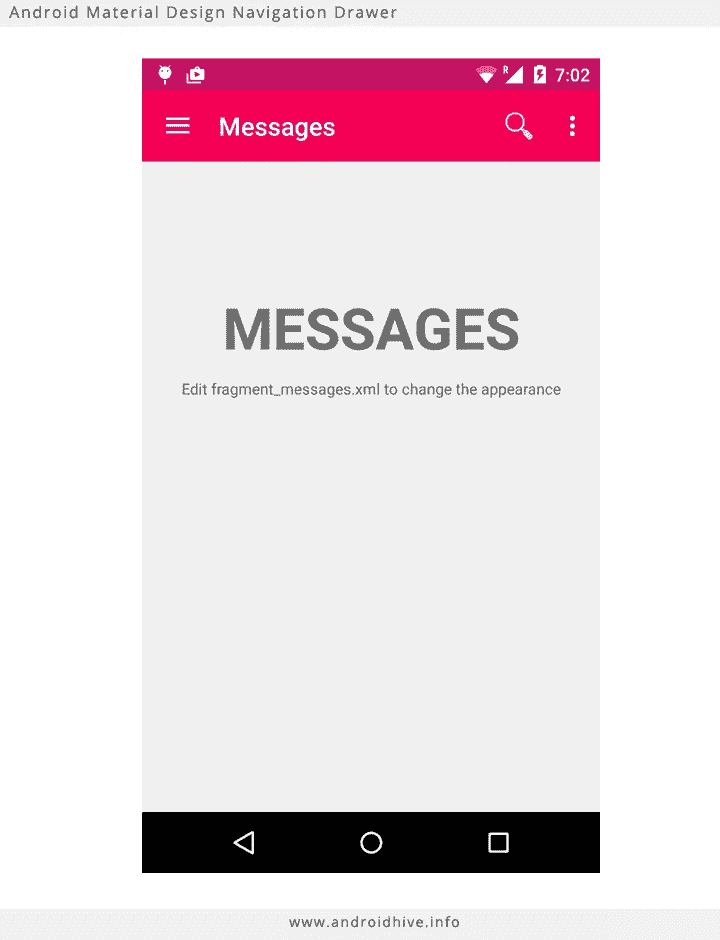 Android Material Design Navigation Drawer
R
7:02
Messages
MESSAGES
Edit fragment_messages.xml to change the appearance
www.androidhive.info